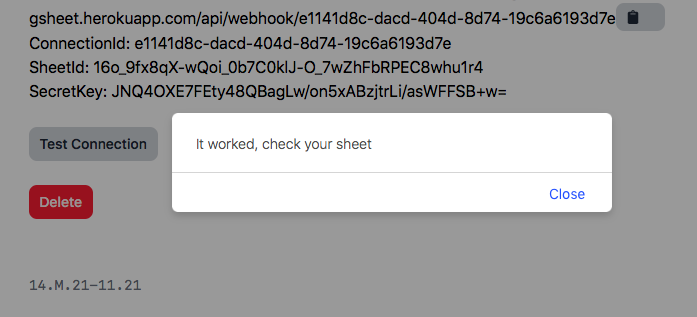 gsheet.herokuapp.com/api/webhook/e1141d8c-dacd-404d-8d74-19c6a6193d7e
ConnectionId: e1141d8c-dacd-404d-8d74-19c6a6193d7e
SheetId: 16o_9fx8qX-wQoi_0b7C0klJ-O_7wZhFbRPEC8whu1r4
SecretKey: JNQ4OXE7FEty48QBagLw/on5xABzjtrLi/asWFFSB+w=
Test Connection
It worked, check your sheet
Close
Delete
14.M.21—11.21